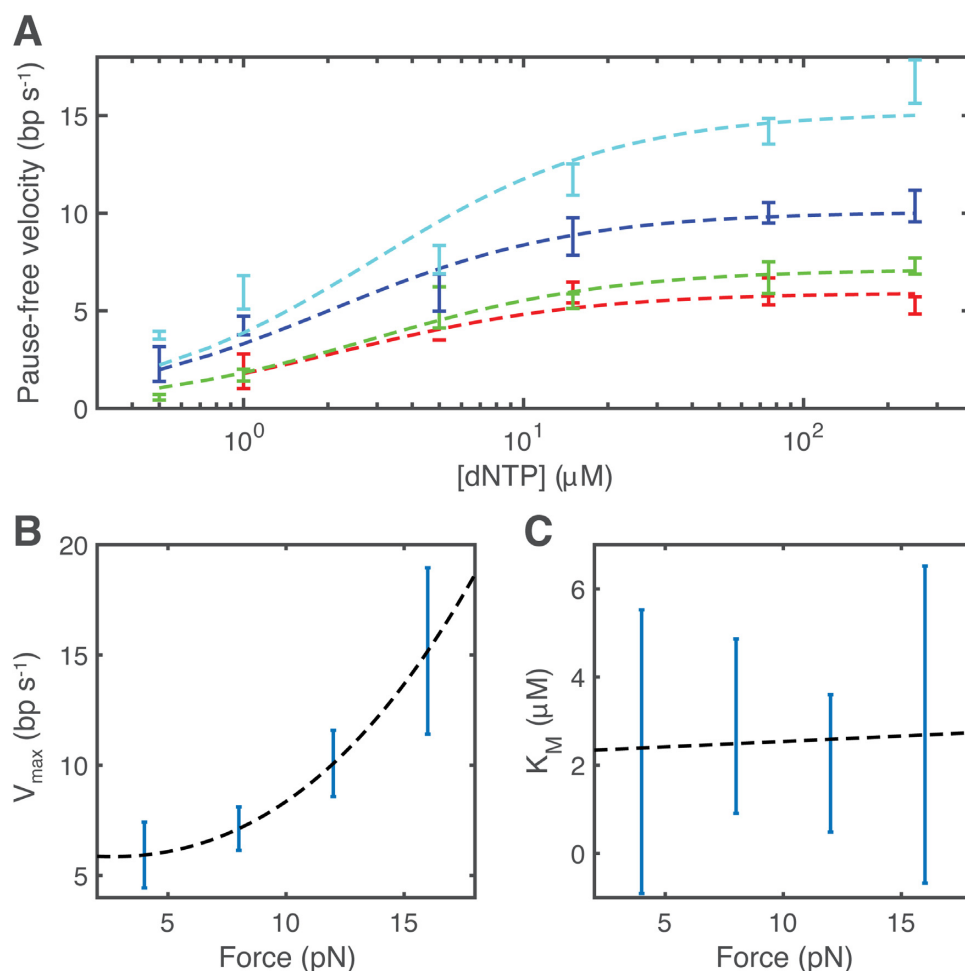 A
Pause-free velocity (bp s⁻¹)
15
10
5
0
10⁰
10¹
10²
[dNTP] (µM)
B
V_max (bp s⁻¹)
20
15
10
5
5
10
15
Force (pN)
C
K_M (µM)
6
4
2
0
5
10
15
Force (pN)